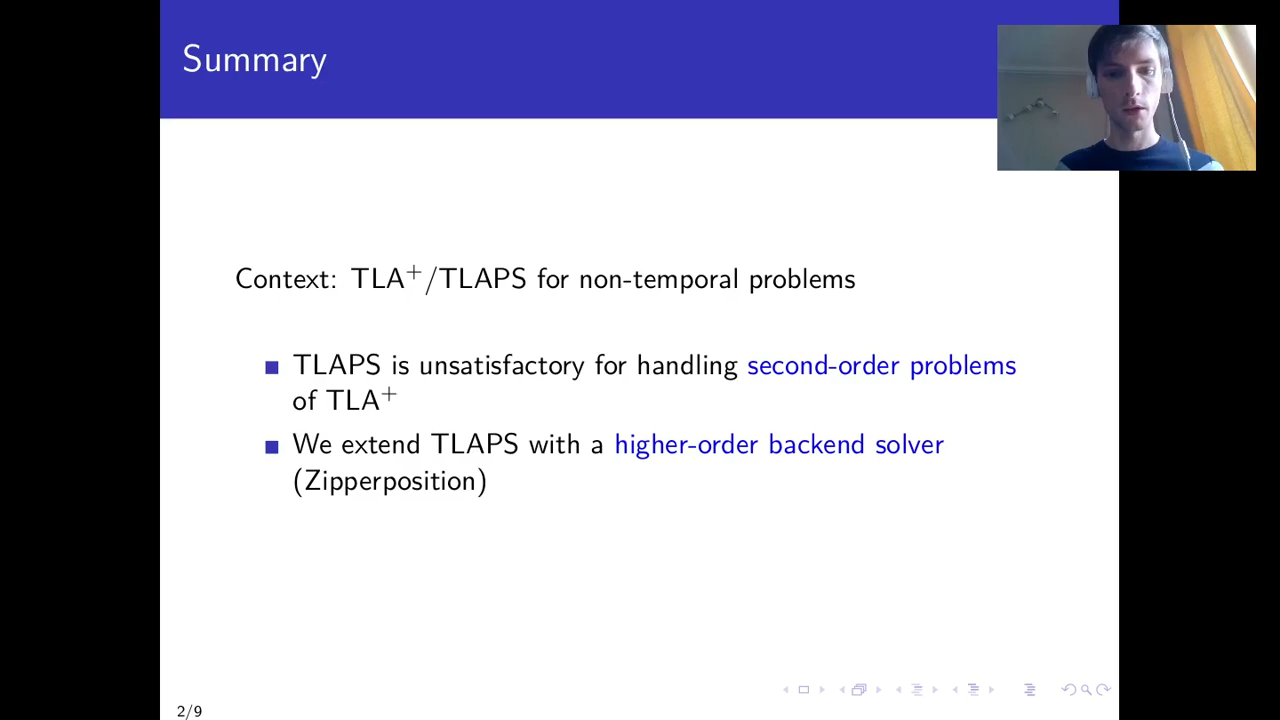 Summary
Context: TLA⁺/TLAPS for non-temporal problems
TLAPS is unsatisfactory for handling second-order problems
of TLA⁺
We extend TLAPS with a higher-order backend solver
(Zipperposition)
2/9